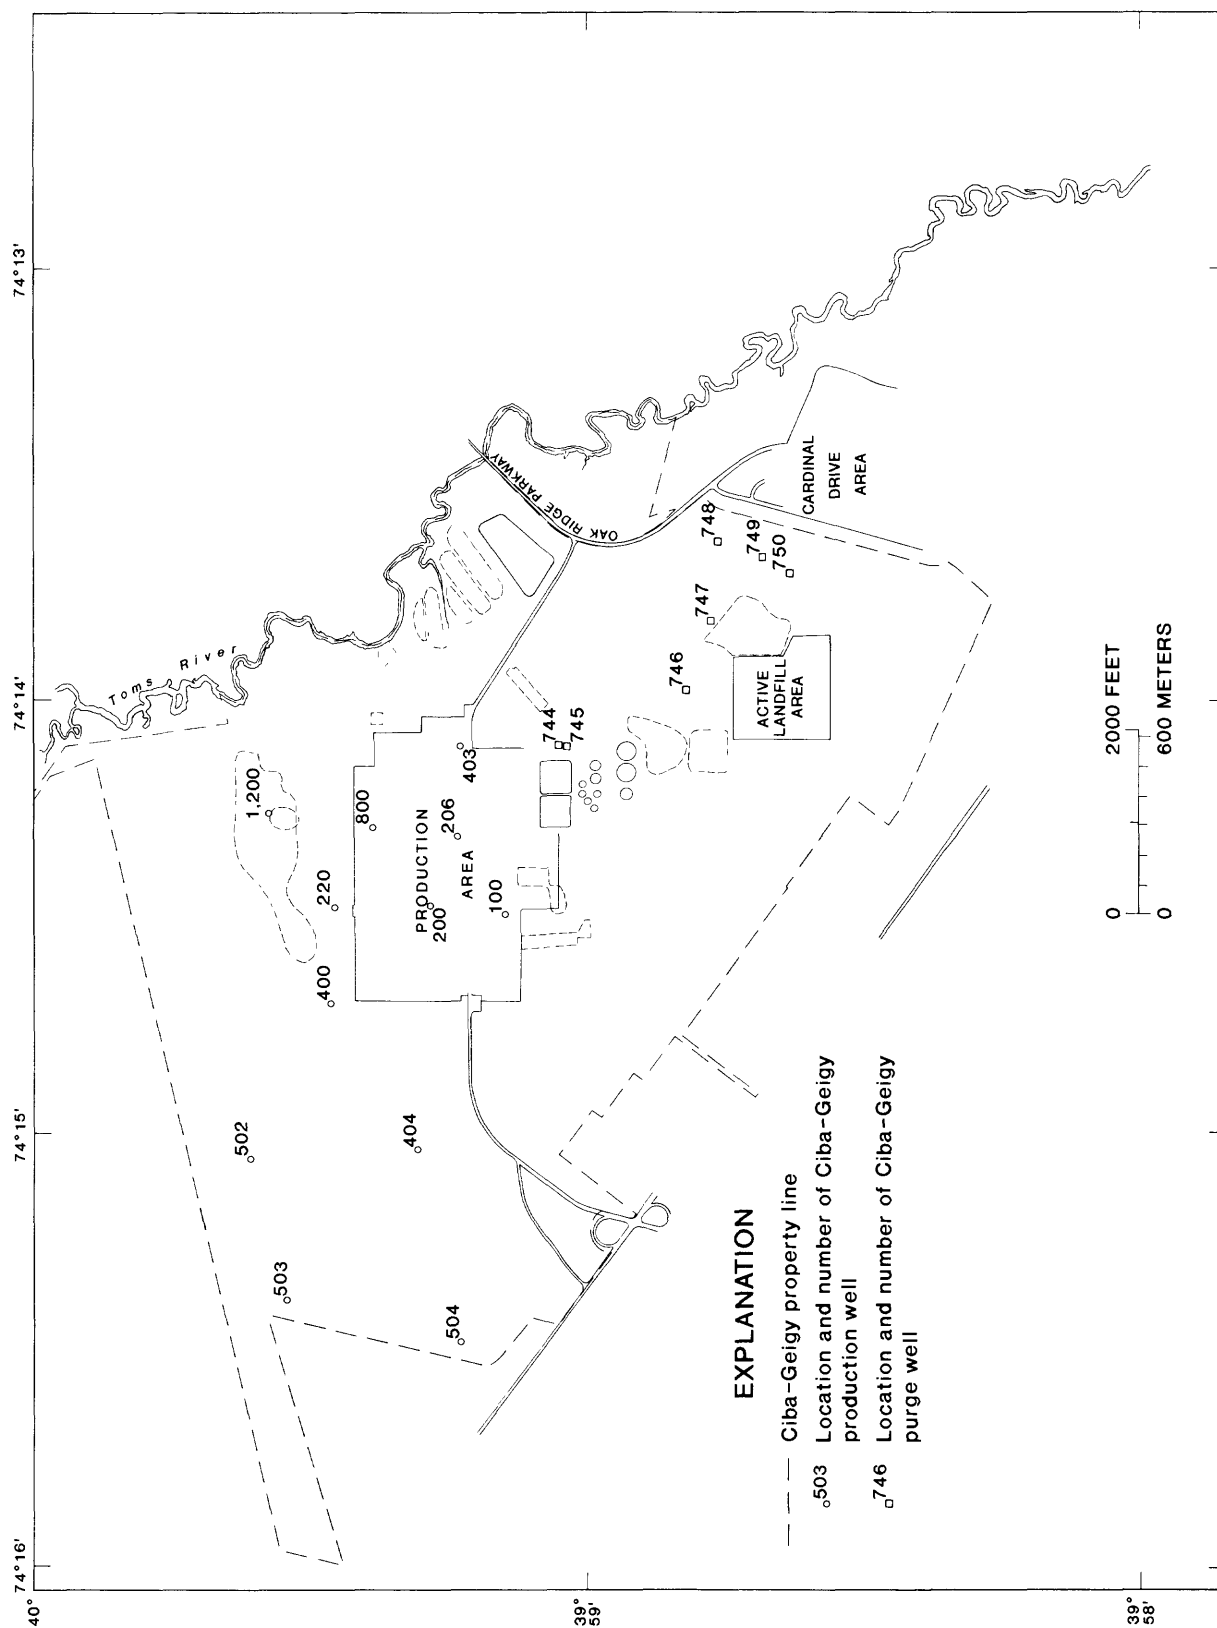 74°16'
74°15'
74°14'
74°13'
40°
39°
59'
39°
58'
Toms River
1,200
800
220
400
502
503
504
404
PRODUCTION
AREA
200
206
100
403
744
745
746
747
748
749
750
OAK RIDGE PARKWAY
CARDINAL
DRIVE
AREA
ACTIVE
LANDFILL
AREA
EXPLANATION
Ciba-Geigy property line
503 Location and number of Ciba-Geigy
production well
746 Location and number of Ciba-Geigy
purge well
0 2000 FEET
0 600 METERS